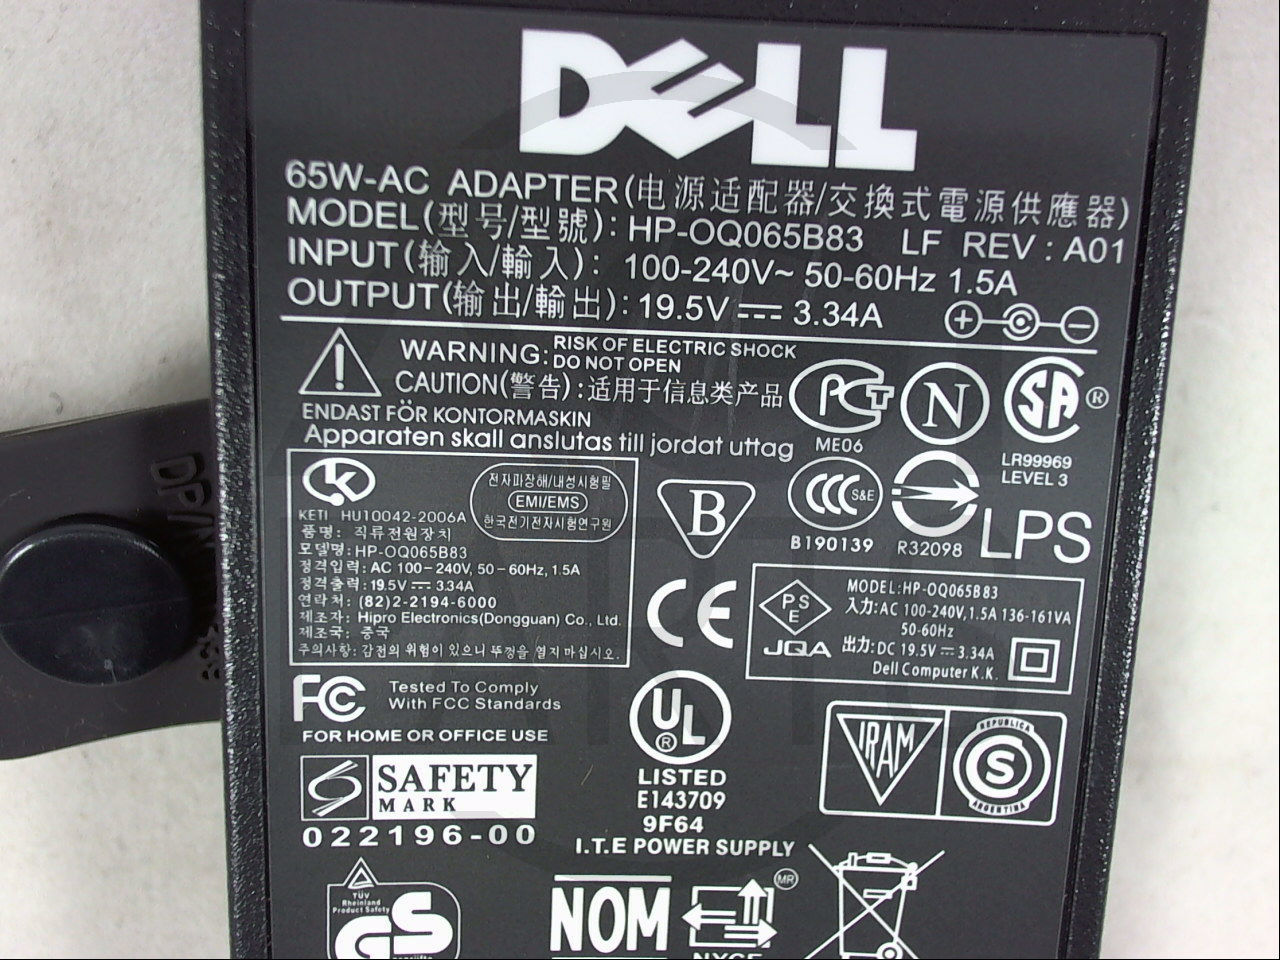 DELL
65W-AC ADAPTER(电源适配器/交換式電源供應器)
MODEL(型号/型號): HP-OQ065B83 LF REV : A01
INPUT(输入/輸入): 100-240V~ 50-60Hz 1.5A
OUTPUT(输出/輸出): 19.5V 3.34A
WARNING: RISK OF ELECTRIC SHOCK
DO NOT OPEN
CAUTION(警告):适用于信息类产品
ENDAST FÖR KONTORMASKIN
Apparaten skall anslutas till jordat uttag
PCT
ME06
N
SA ®
LR99969
LEVEL 3
KETI HU10042-2006A
전자파장해/내성시험필
EMI/EMS
한국전기전자시험연구원
품명: 직류전원장치
모델명:HP-OQ065B83
정격입력: AC 100-240V, 50-60Hz, 1.5A
정격출력: 19.5V 3.34A
연락처: (82)2-2194-6000
제조자: Hipro Electronics(Dongguan) Co., Ltd.
제조국: 중국
주의사항: 감전의 위험이 있으니 뚜껑을 열지 마십시오.
B
CCC S&E
B190139
R32098
LPS
CE
PSE
JQA
MODEL:HP-OQ065B83
入力:AC 100-240V,1.5A 136-161VA
50-60Hz
出力:DC 19.5V 3.34A
Dell Computer K.K.
FC Tested To Comply
With FCC Standards
FOR HOME OR OFFICE USE
UL ®
LISTED
E143709
9F64
I.T.E POWER SUPPLY
IRAM
REPUBLICA
S
ARGENTINA
SAFETY
MARK
022196-00
TÜV
Rheinland
Product Safety
GS
geprüfte
NOM
MR
NYCE